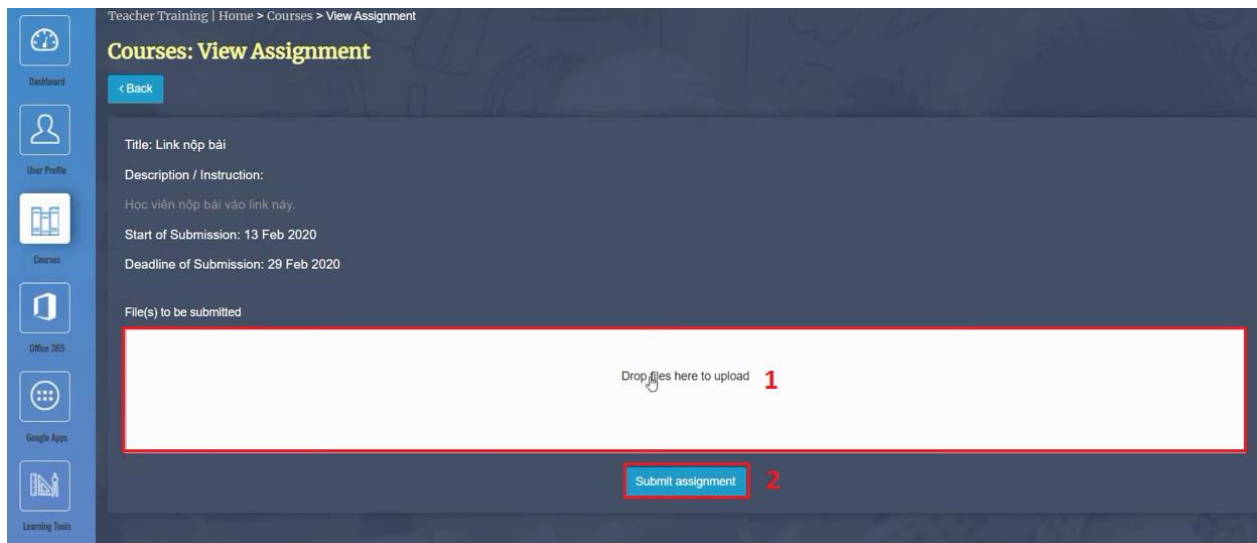 Teacher Training | Home > Courses > View Assignment
Courses: View Assignment
< Back
Dashboard
User Profile
Courses
Office 365
Google Apps
Learning Tools
Title: Link nộp bài
Description / Instruction:
Học viên nộp bài vào link này.
Start of Submission: 13 Feb 2020
Deadline of Submission: 29 Feb 2020
File(s) to be submitted
Drop files here to upload 1
Submit assignment 2